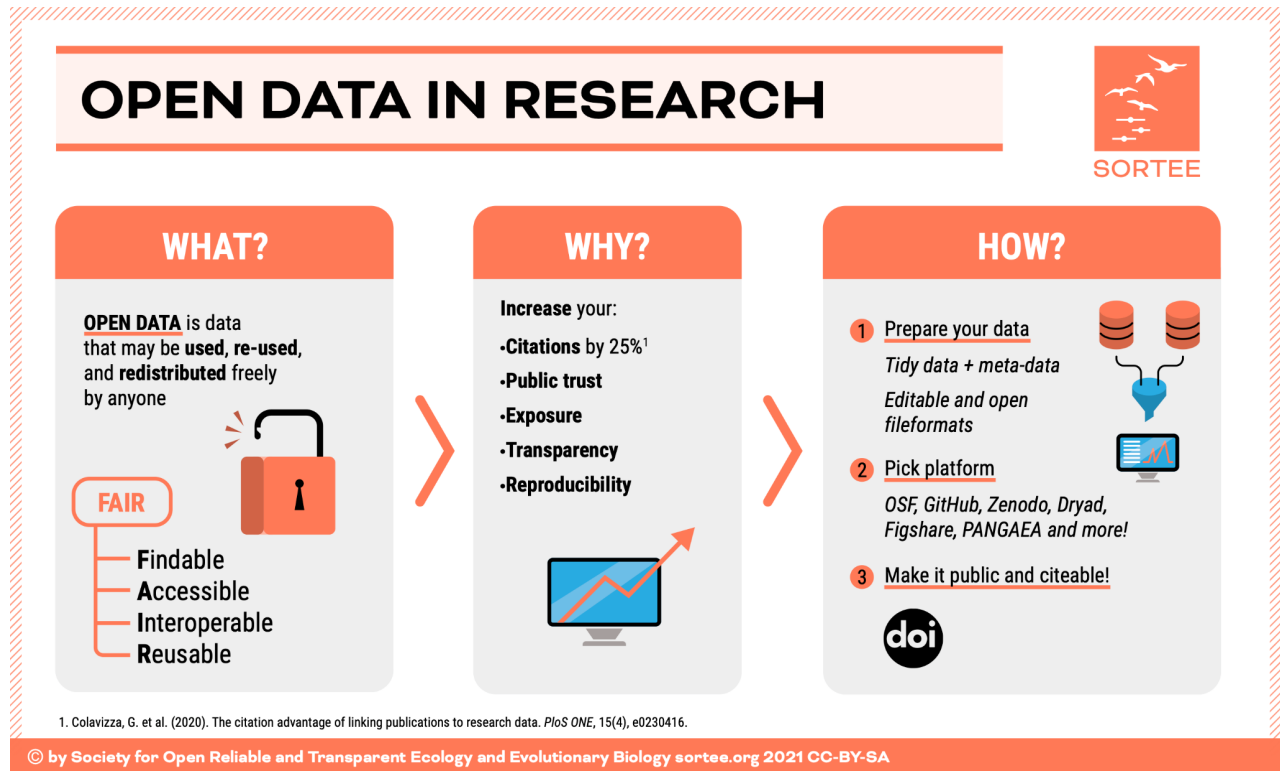 OPEN DATA IN RESEARCH
SORTEE
WHAT?
OPEN DATA is data
that may be used, re-used,
and redistributed freely
by anyone
FAIR
Findable
Accessible
Interoperable
Reusable
WHY?
Increase your:
•Citations by 25%¹
•Public trust
•Exposure
•Transparency
•Reproducibility
HOW?
1 Prepare your data
Tidy data + meta-data
Editable and open
fileformats
2 Pick platform
OSF, GitHub, Zenodo, Dryad,
Figshare, PANGAEA and more!
3 Make it public and citeable!
doi
1. Colavizza, G. et al. (2020). The citation advantage of linking publications to research data. PloS ONE, 15(4), e0230416.
© by Society for Open Reliable and Transparent Ecology and Evolutionary Biology sortee.org 2021 CC-BY-SA